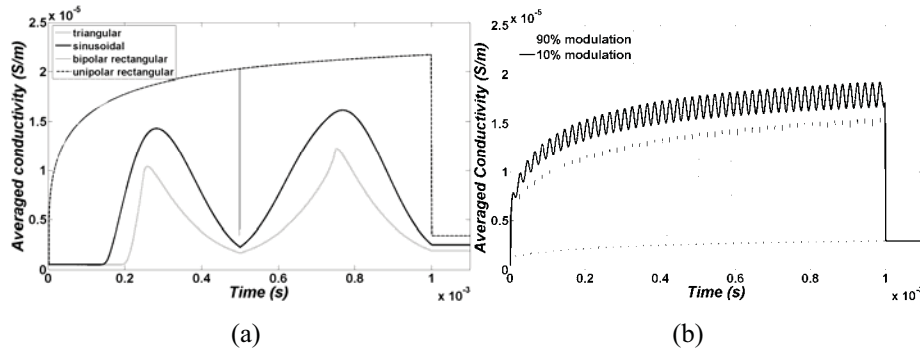 2.5 x 10⁻⁵
triangular
sinusoidal
bipolar rectangular
unipolar rectangular
2
1.5
1
0.5
0
Averaged conductivity (S/m)
0 0.2 0.4 0.6 0.8 1
x 10⁻³
Time (s)
(a)
2.5 x 10⁻⁵
90% modulation
10% modulation
2
1.5
1
0.5
0
Averaged Conductivity (S/m)
0 0.2 0.4 0.6 0.8 1
x 10⁻³
Time (s)
(b)